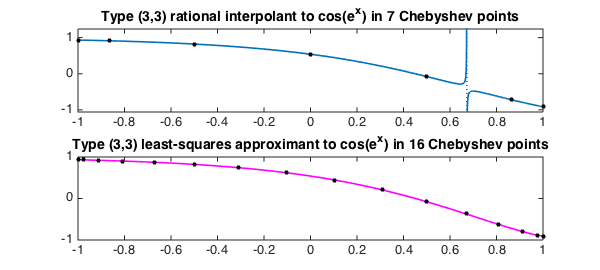 Type (3,3) rational interpolant to cos(e^x) in 7 Chebyshev points
1
0
-1
-1 -0.8 -0.6 -0.4 -0.2 0 0.2 0.4 0.6 0.8 1
Type (3,3) least-squares approximant to cos(e^x) in 16 Chebyshev points
1
0
-1
-1 -0.8 -0.6 -0.4 -0.2 0 0.2 0.4 0.6 0.8 1